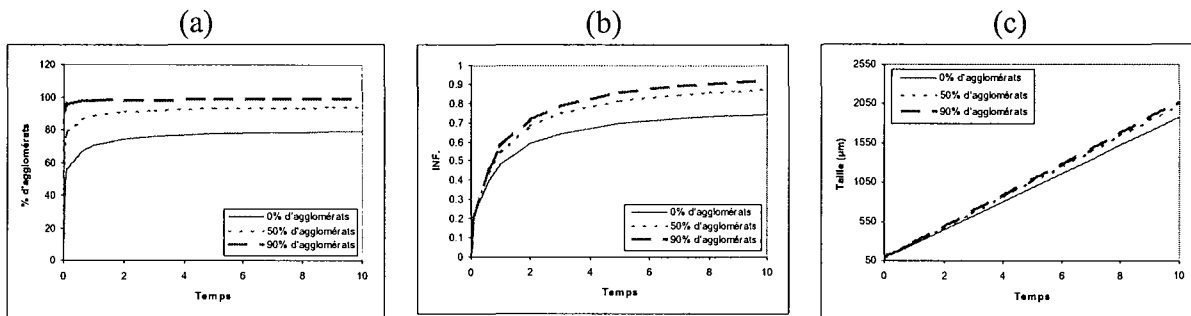 (a)
120
100
80
60
40
20
0
% d'agglomérats
0% d'agglomérats
50% d'agglomérats
90% d'agglomérats
0 2 4 6 8 10
Temps
(b)
1
0.9
0.8
0.7
0.6
0.5
0.4
0.3
0.2
0.1
0
INF.
0% d'agglomérats
50% d'agglomérats
90% d'agglomérats
0 2 4 6 8 10
Temps
(c)
2550
2050
1550
1050
550
50
Taille (µm)
0% d'agglomérats
50% d'agglomérats
90% d'agglomérats
0 2 4 6 8 10
Temps